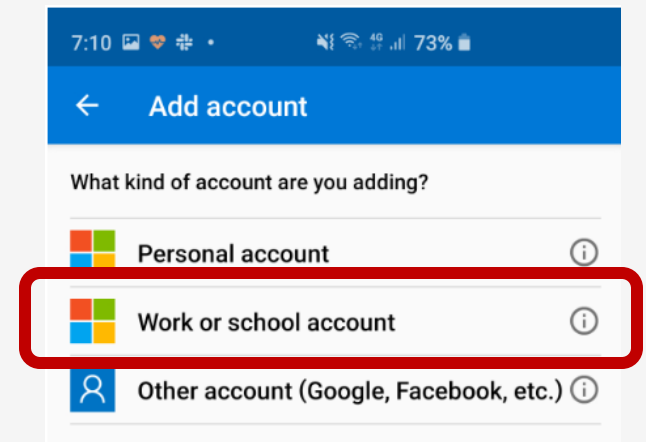 7:10 4G 73%
Add account
What kind of account are you adding?
Personal account
Work or school account
Other account (Google, Facebook, etc.)